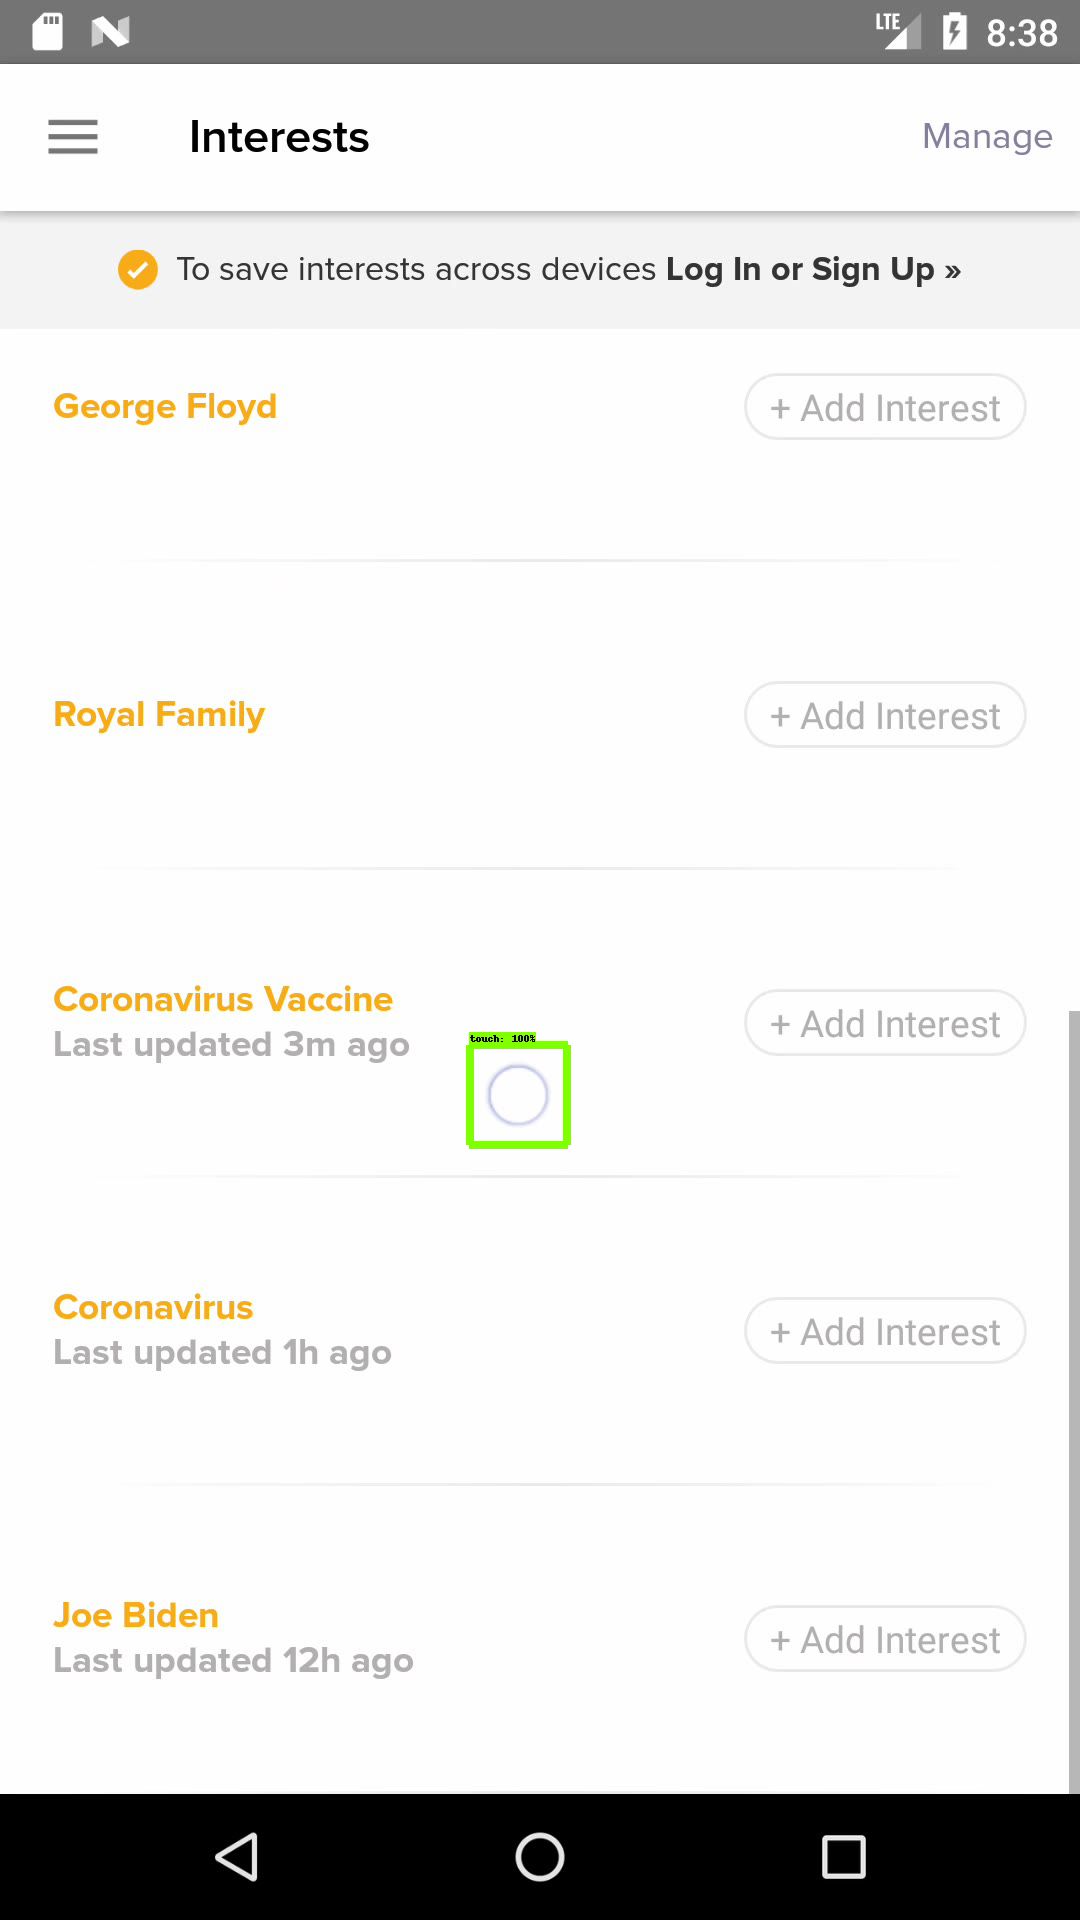 LTE 8:38
Interests Manage
To save interests across devices Log In or Sign Up »
George Floyd + Add Interest
Royal Family + Add Interest
Coronavirus Vaccine
Last updated 3m ago + Add Interest
touch: 100%
Coronavirus
Last updated 1h ago + Add Interest
Joe Biden
Last updated 12h ago + Add Interest